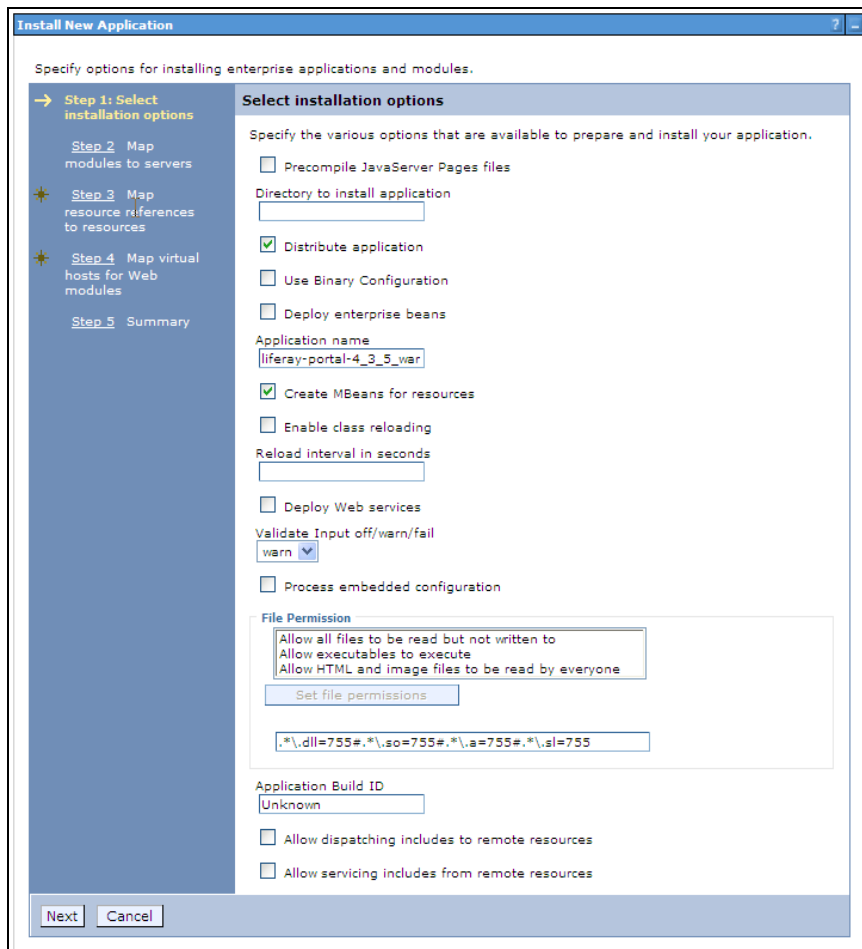 Install New Application
? –
Specify options for installing enterprise applications and modules.
Step 1: Select
installation options
Step 2 Map
modules to servers
Step 3 Map
resource references
to resources
Step 4 Map virtual
hosts for Web
modules
Step 5 Summary
Select installation options
Specify the various options that are available to prepare and install your application.
Precompile JavaServer Pages files
Directory to install application
Distribute application
Use Binary Configuration
Deploy enterprise beans
Application name
liferay-portal-4_3_5_war
Create MBeans for resources
Enable class reloading
Reload interval in seconds
Deploy Web services
Validate Input off/warn/fail
warn
Process embedded configuration
File Permission
Allow all files to be read but not written to
Allow executables to execute
Allow HTML and image files to be read by everyone
Set file permissions
.*\.dll=755#.*\.so=755#.*\.a=755#.*\.sl=755
Application Build ID
Unknown
Allow dispatching includes to remote resources
Allow servicing includes from remote resources
Next Cancel